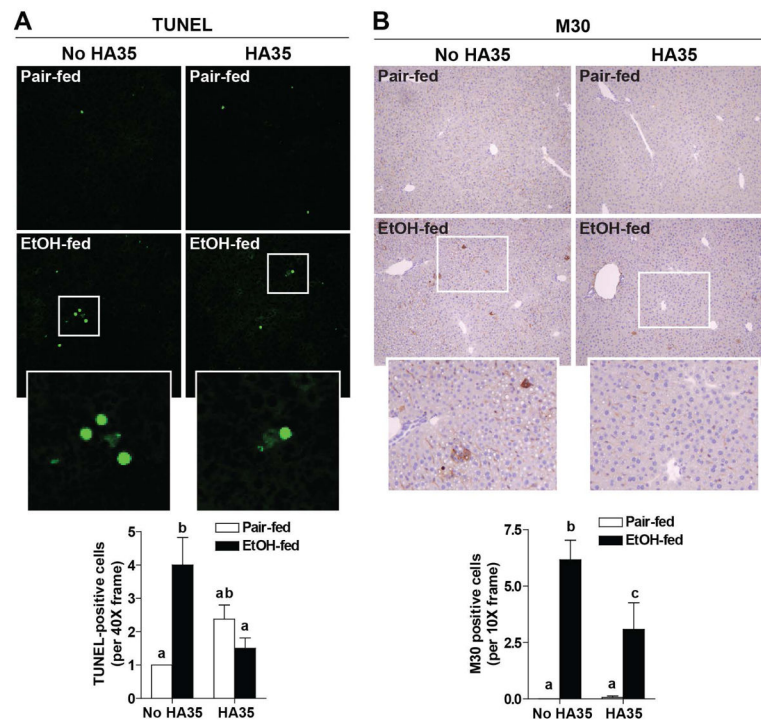 A
TUNEL
No HA35 HA35
Pair-fed Pair-fed
EtOH-fed EtOH-fed
TUNEL-positive cells
(per 40X frame)
5
4
3
2
1
0
a
b
ab
a
Pair-fed
EtOH-fed
No HA35 HA35
B
M30
No HA35 HA35
Pair-fed Pair-fed
EtOH-fed EtOH-fed
M30 positive cells
(per 10X frame)
7.5
5.0
2.5
0.0
a
b
a
c
Pair-fed
EtOH-fed
No HA35 HA35